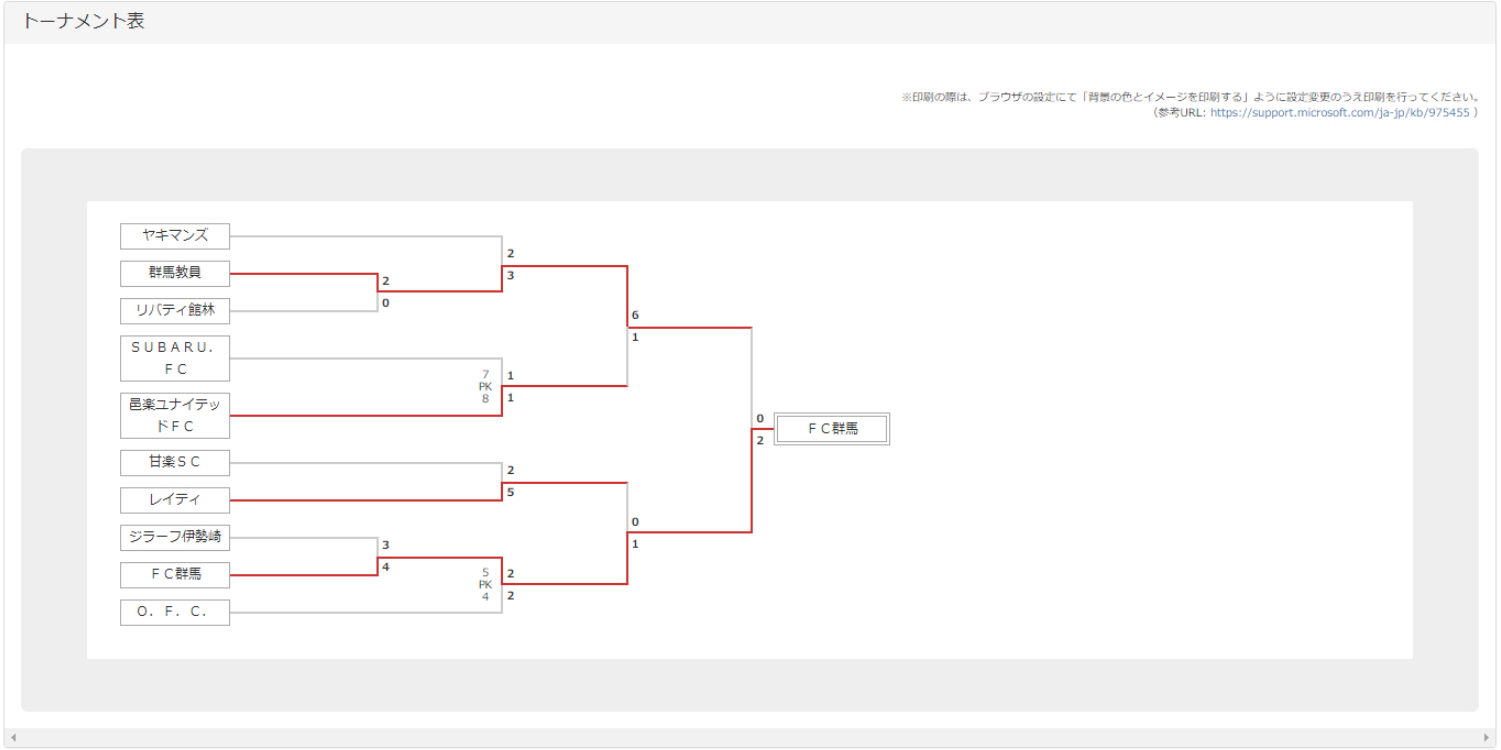 トーナメント表
※印刷の際は、ブラウザの設定にて「背景の色とイメージを印刷する」ように設定変更のうえ印刷を行ってください。
（参考URL: https://support.microsoft.com/ja-jp/kb/975455 ）
ヤキマンズ
2
群馬教員
3
2
リバティ館林
0
6
1
ＳＵＢＡＲＵ．
ＦＣ
7
PK
8
1
1
邑楽ユナイテッ
ドＦＣ
0
ＦＣ群馬
2
甘楽ＳＣ
2
レイティ
5
0
1
ジラーフ伊勢崎
3
ＦＣ群馬
4
5
PK
4
2
2
Ｏ．Ｆ．Ｃ．